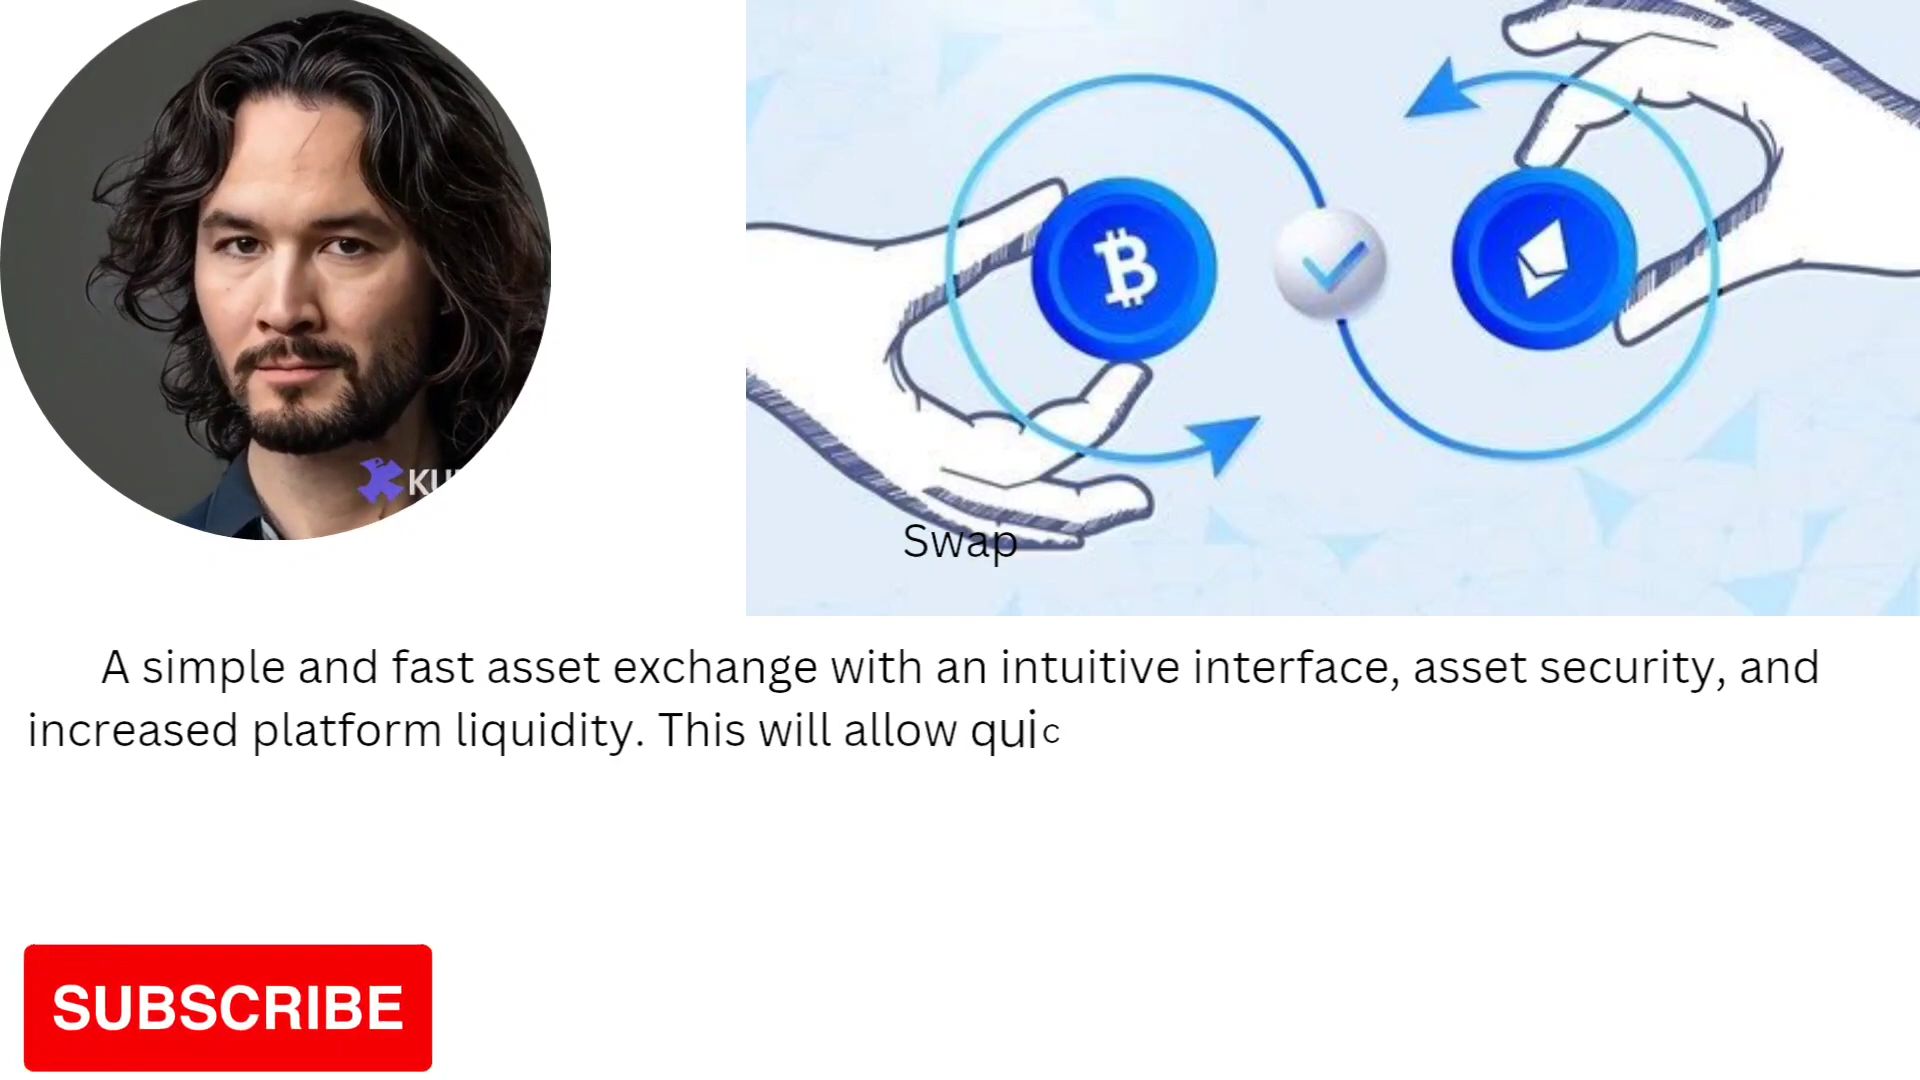 KU
Swap
A simple and fast asset exchange with an intuitive interface, asset security, and
increased platform liquidity. This will allow quic
SUBSCRIBE